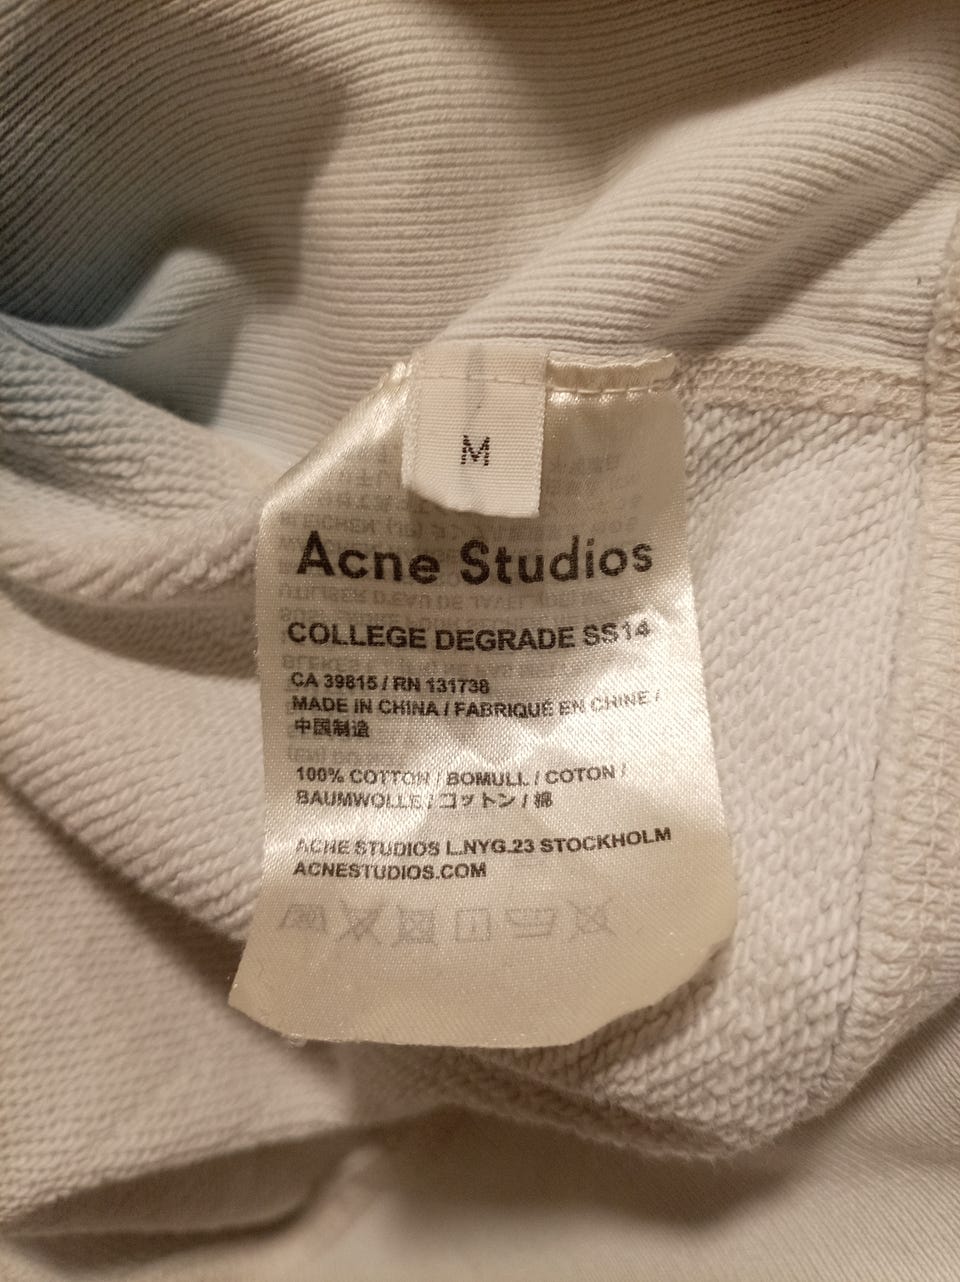 M
Acne Studios
COLLEGE DEGRADE SS14
CA 39815 / RN 131738
MADE IN CHINA / FABRIQUÉ EN CHINE /
中国制造
100% COTTON / BOMULL / COTON /
BAUMWOLLE / コットン / 棉
ACNE STUDIOS L.NYG.23 STOCKHOLM
ACNESTUDIOS.COM